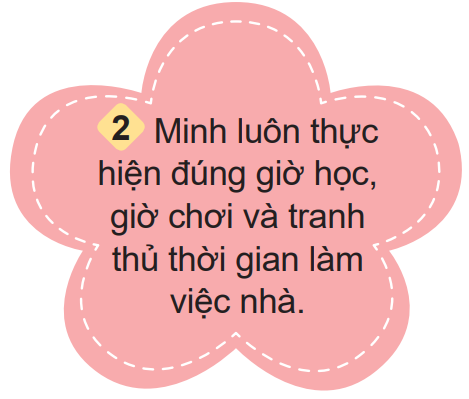 2 Minh luôn thực
hiện đúng giờ học,
giờ chơi và tranh
thủ thời gian làm
việc nhà.